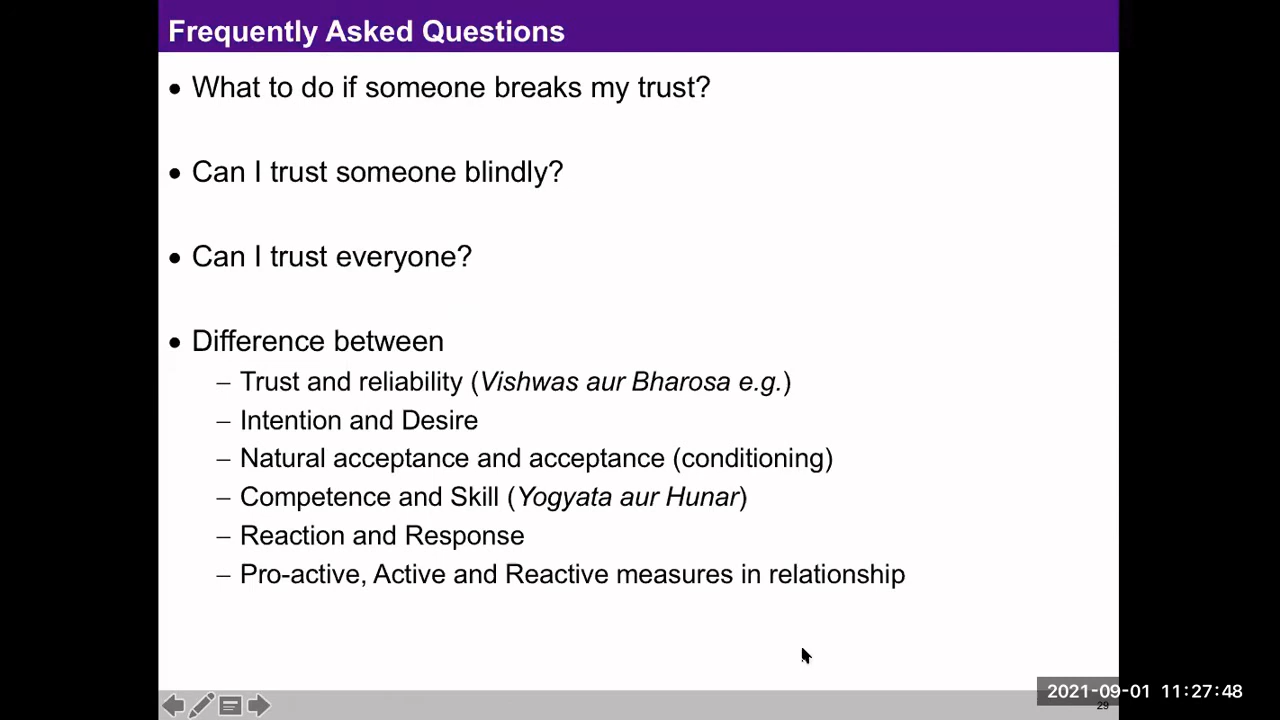 Frequently Asked Questions
• What to do if someone breaks my trust?
• Can I trust someone blindly?
• Can I trust everyone?
• Difference between
– Trust and reliability (Vishwas aur Bharosa e.g.)
– Intention and Desire
– Natural acceptance and acceptance (conditioning)
– Competence and Skill (Yogyata aur Hunar)
– Reaction and Response
– Pro-active, Active and Reactive measures in relationship
2021-09-01 11:27:48
29